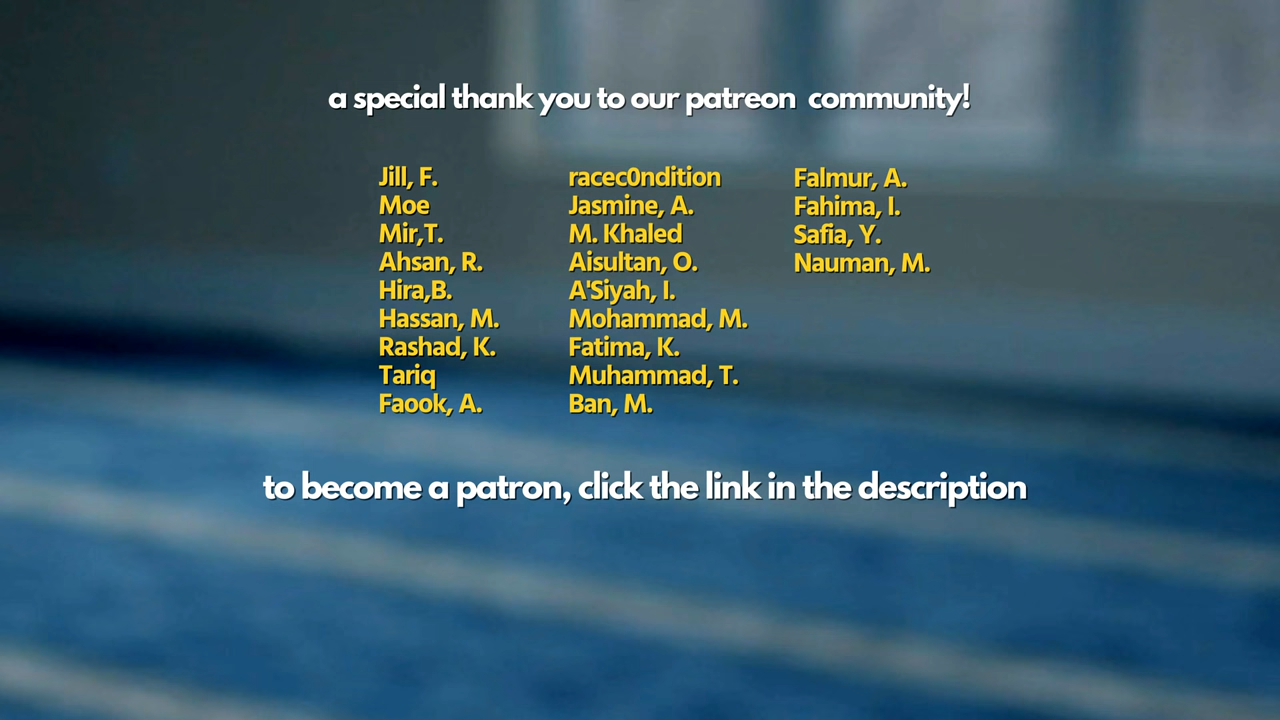 a special thank you to our patreon community!
Jill, F.
Moe
Mir,T.
Ahsan, R.
Hira,B.
Hassan, M.
Rashad, K.
Tariq
Faook, A.
racec0ndition
Jasmine, A.
M. Khaled
Aisultan, O.
A'Siyah, I.
Mohammad, M.
Fatima, K.
Muhammad, T.
Ban, M.
Falmur, A.
Fahima, I.
Safia, Y.
Nauman, M.
to become a patron, click the link in the description